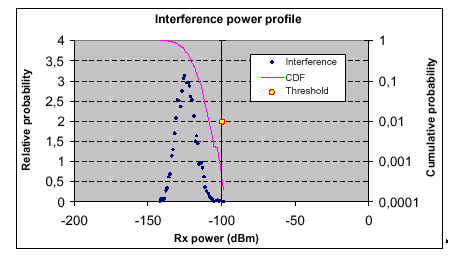 Interference power profile
4
3,5
3
2,5
2
1,5
1
0,5
0
Relative probability
Interference
CDF
Threshold
1
0,1
0,01
0,001
0,0001
Cumulative probability
-200
-150
-100
-50
0
Rx power (dBm)